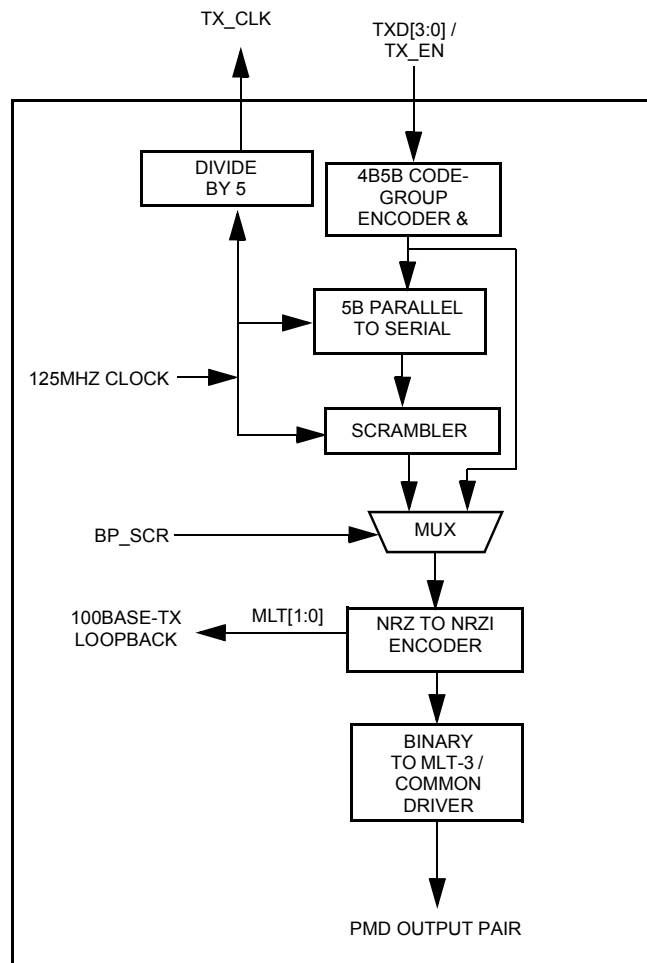 TX_CLK
TXD[3:0] /
TX_EN
DIVIDE
BY 5
4B5B CODE-
GROUP
ENCODER &
5B PARALLEL
TO SERIAL
125MHZ CLOCK
SCRAMBLER
BP_SCR
MUX
100BASE-TX
LOOPBACK
MLT[1:0]
NRZ TO NRZI
ENCODER
BINARY
TO MLT-3 /
COMMON
DRIVER
PMD OUTPUT PAIR